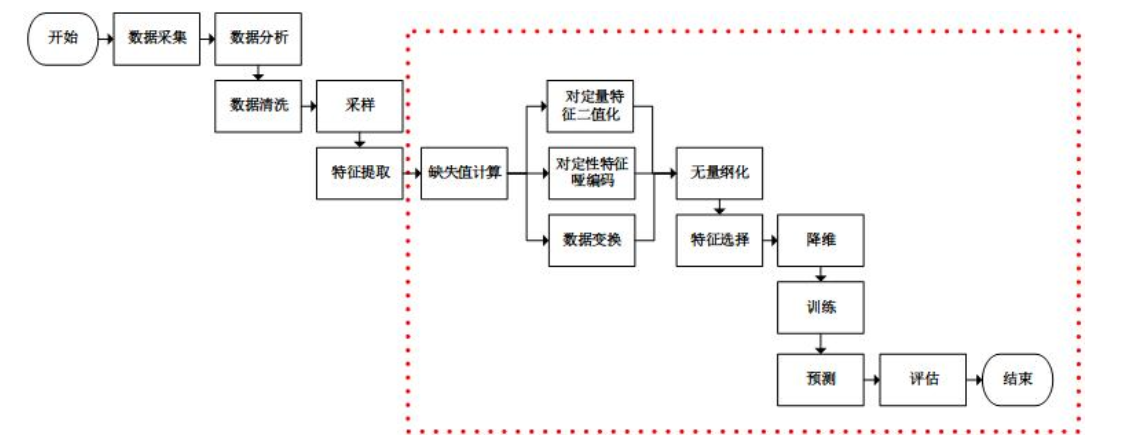 开始
数据采集
数据分析
数据清洗
采样
特征提取
缺失值计算
对定量特
征二值化
对定性特征
哑编码
数据变换
无量纲化
特征选择
降维
训练
预测
评估
结束